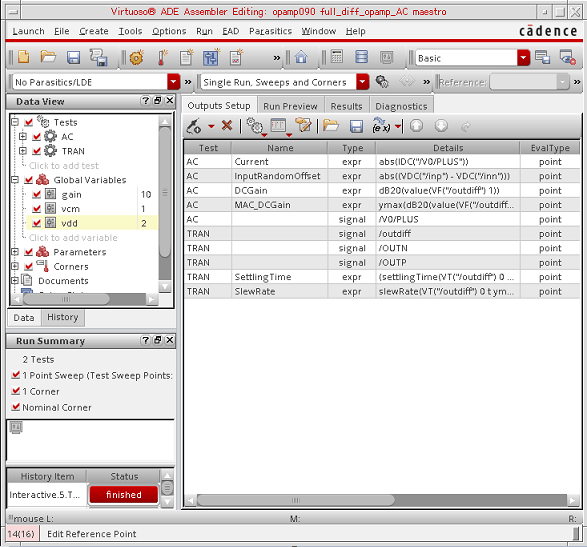 Virtuoso® ADE Assembler Editing: opamp090 full_diff_opamp_AC maestro
Launch File Create Tools Options Run EAD Parasitics Window Help cādence
Basic
No Parasitics/LDE Single Run, Sweeps and Corners Reference:
Data View
Tests
AC
TRAN
Click to add test
Global Variables
gain 10
vcm 1
vdd 2
Click to add variable
Parameters
Corners
Documents
Data History
Run Summary
2 Tests
1 Point Sweep (Test Sweep Points:
1 Corner
Nominal Corner
History Item Status
Interactive.5.T... finished
Outputs Setup Run Preview Results Diagnostics
Test Name Type Details EvalType
AC Current expr abs(IDC("/V0/PLUS")) point
AC InputRandomOffset expr abs((VDC("/inp") - VDC("/inn"))) point
AC DCGain expr dB20(value(VF("/outdiff") 1)) point
AC MAC_DCGain expr ymax(dB20(value(VF("/outdiff... point
AC signal /V0/PLUS point
TRAN signal /outdiff point
TRAN signal /OUTN point
TRAN signal /OUTP point
TRAN SettlingTime expr (settlingTime(VT("/outdiff") 0 ... point
TRAN SlewRate expr slewRate(VT("/outdiff") 0 t ym... point
mouse L: M: R:
14(16) Edit Reference Point